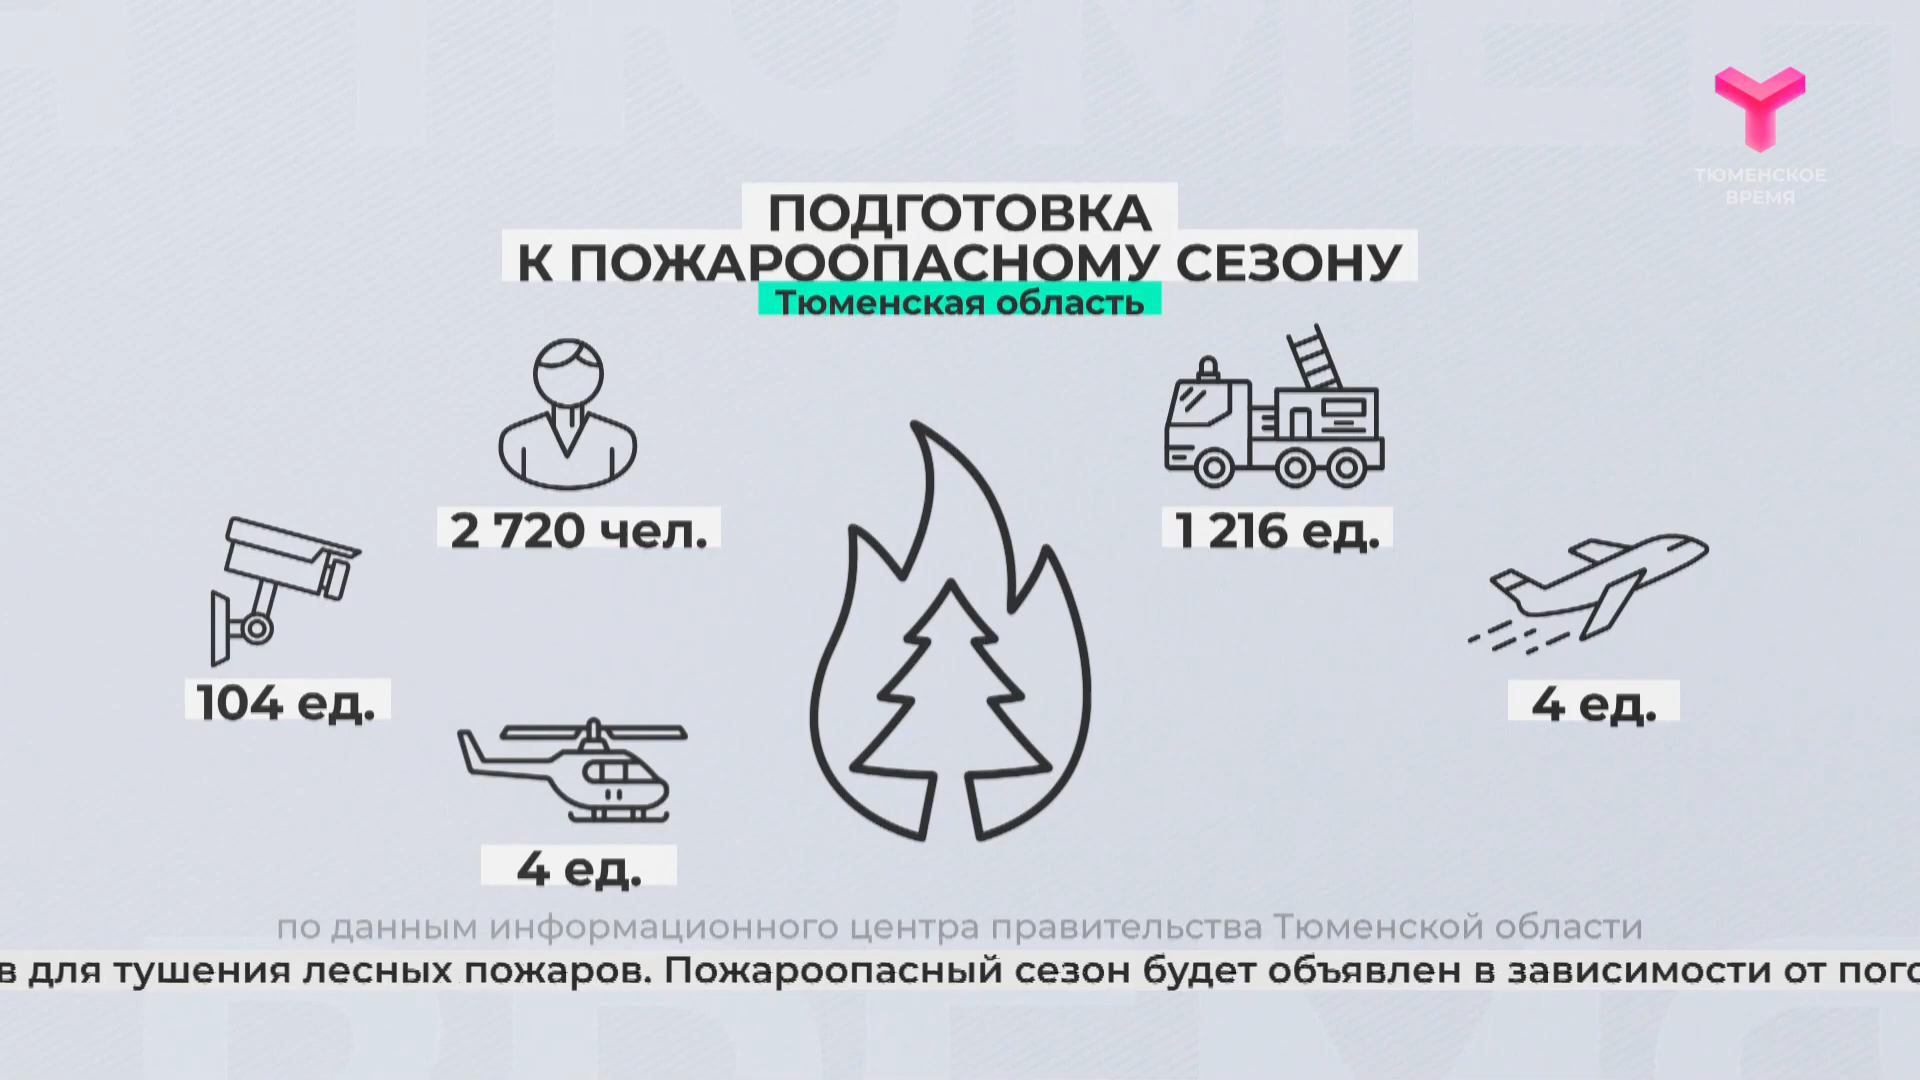 ТЮМЕНСКОЕ
ВРЕМЯ
ПОДГОТОВКА
К ПОЖАРООПАСНОМУ СЕЗОНУ
Тюменская область
2 720 чел.
1 216 ед.
104 ед.
4 ед.
4 ед.
по данным информационного центра правительства Тюменской области
в для тушения лесных пожаров. Пожароопасный сезон будет объявлен в зависимости от пого